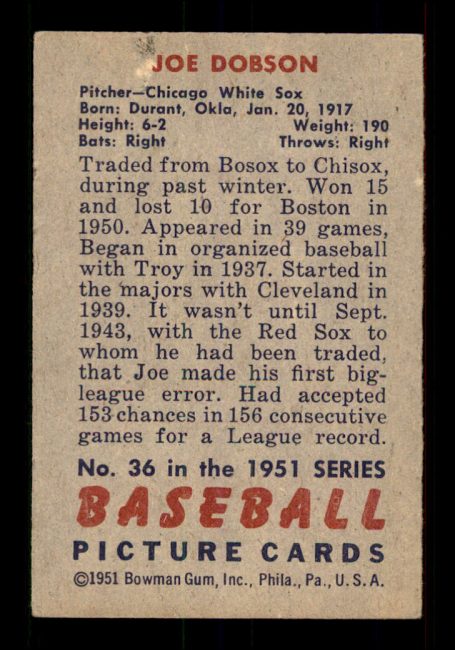 JOE DOBSON
Pitcher—Chicago White Sox
Born: Durant, Okla, Jan. 20, 1917
Height: 6-2 Weight: 190
Bats: Right Throws: Right
Traded from Bosox to Chisox,
during past winter. Won 15
and lost 10 for Boston in
1950. Appeared in 39 games,
Began in organized baseball
with Troy in 1937. Started in
the majors with Cleveland in
1939. It wasn't until Sept.
1943, with the Red Sox to
whom he had been traded,
that Joe made his first big-
league error. Had accepted
153 chances in 156 consecutive
games for a League record.
No. 36 in the 1951 SERIES
BASEBALL
PICTURE CARDS
©1951 Bowman Gum, Inc., Phila., Pa., U. S. A.